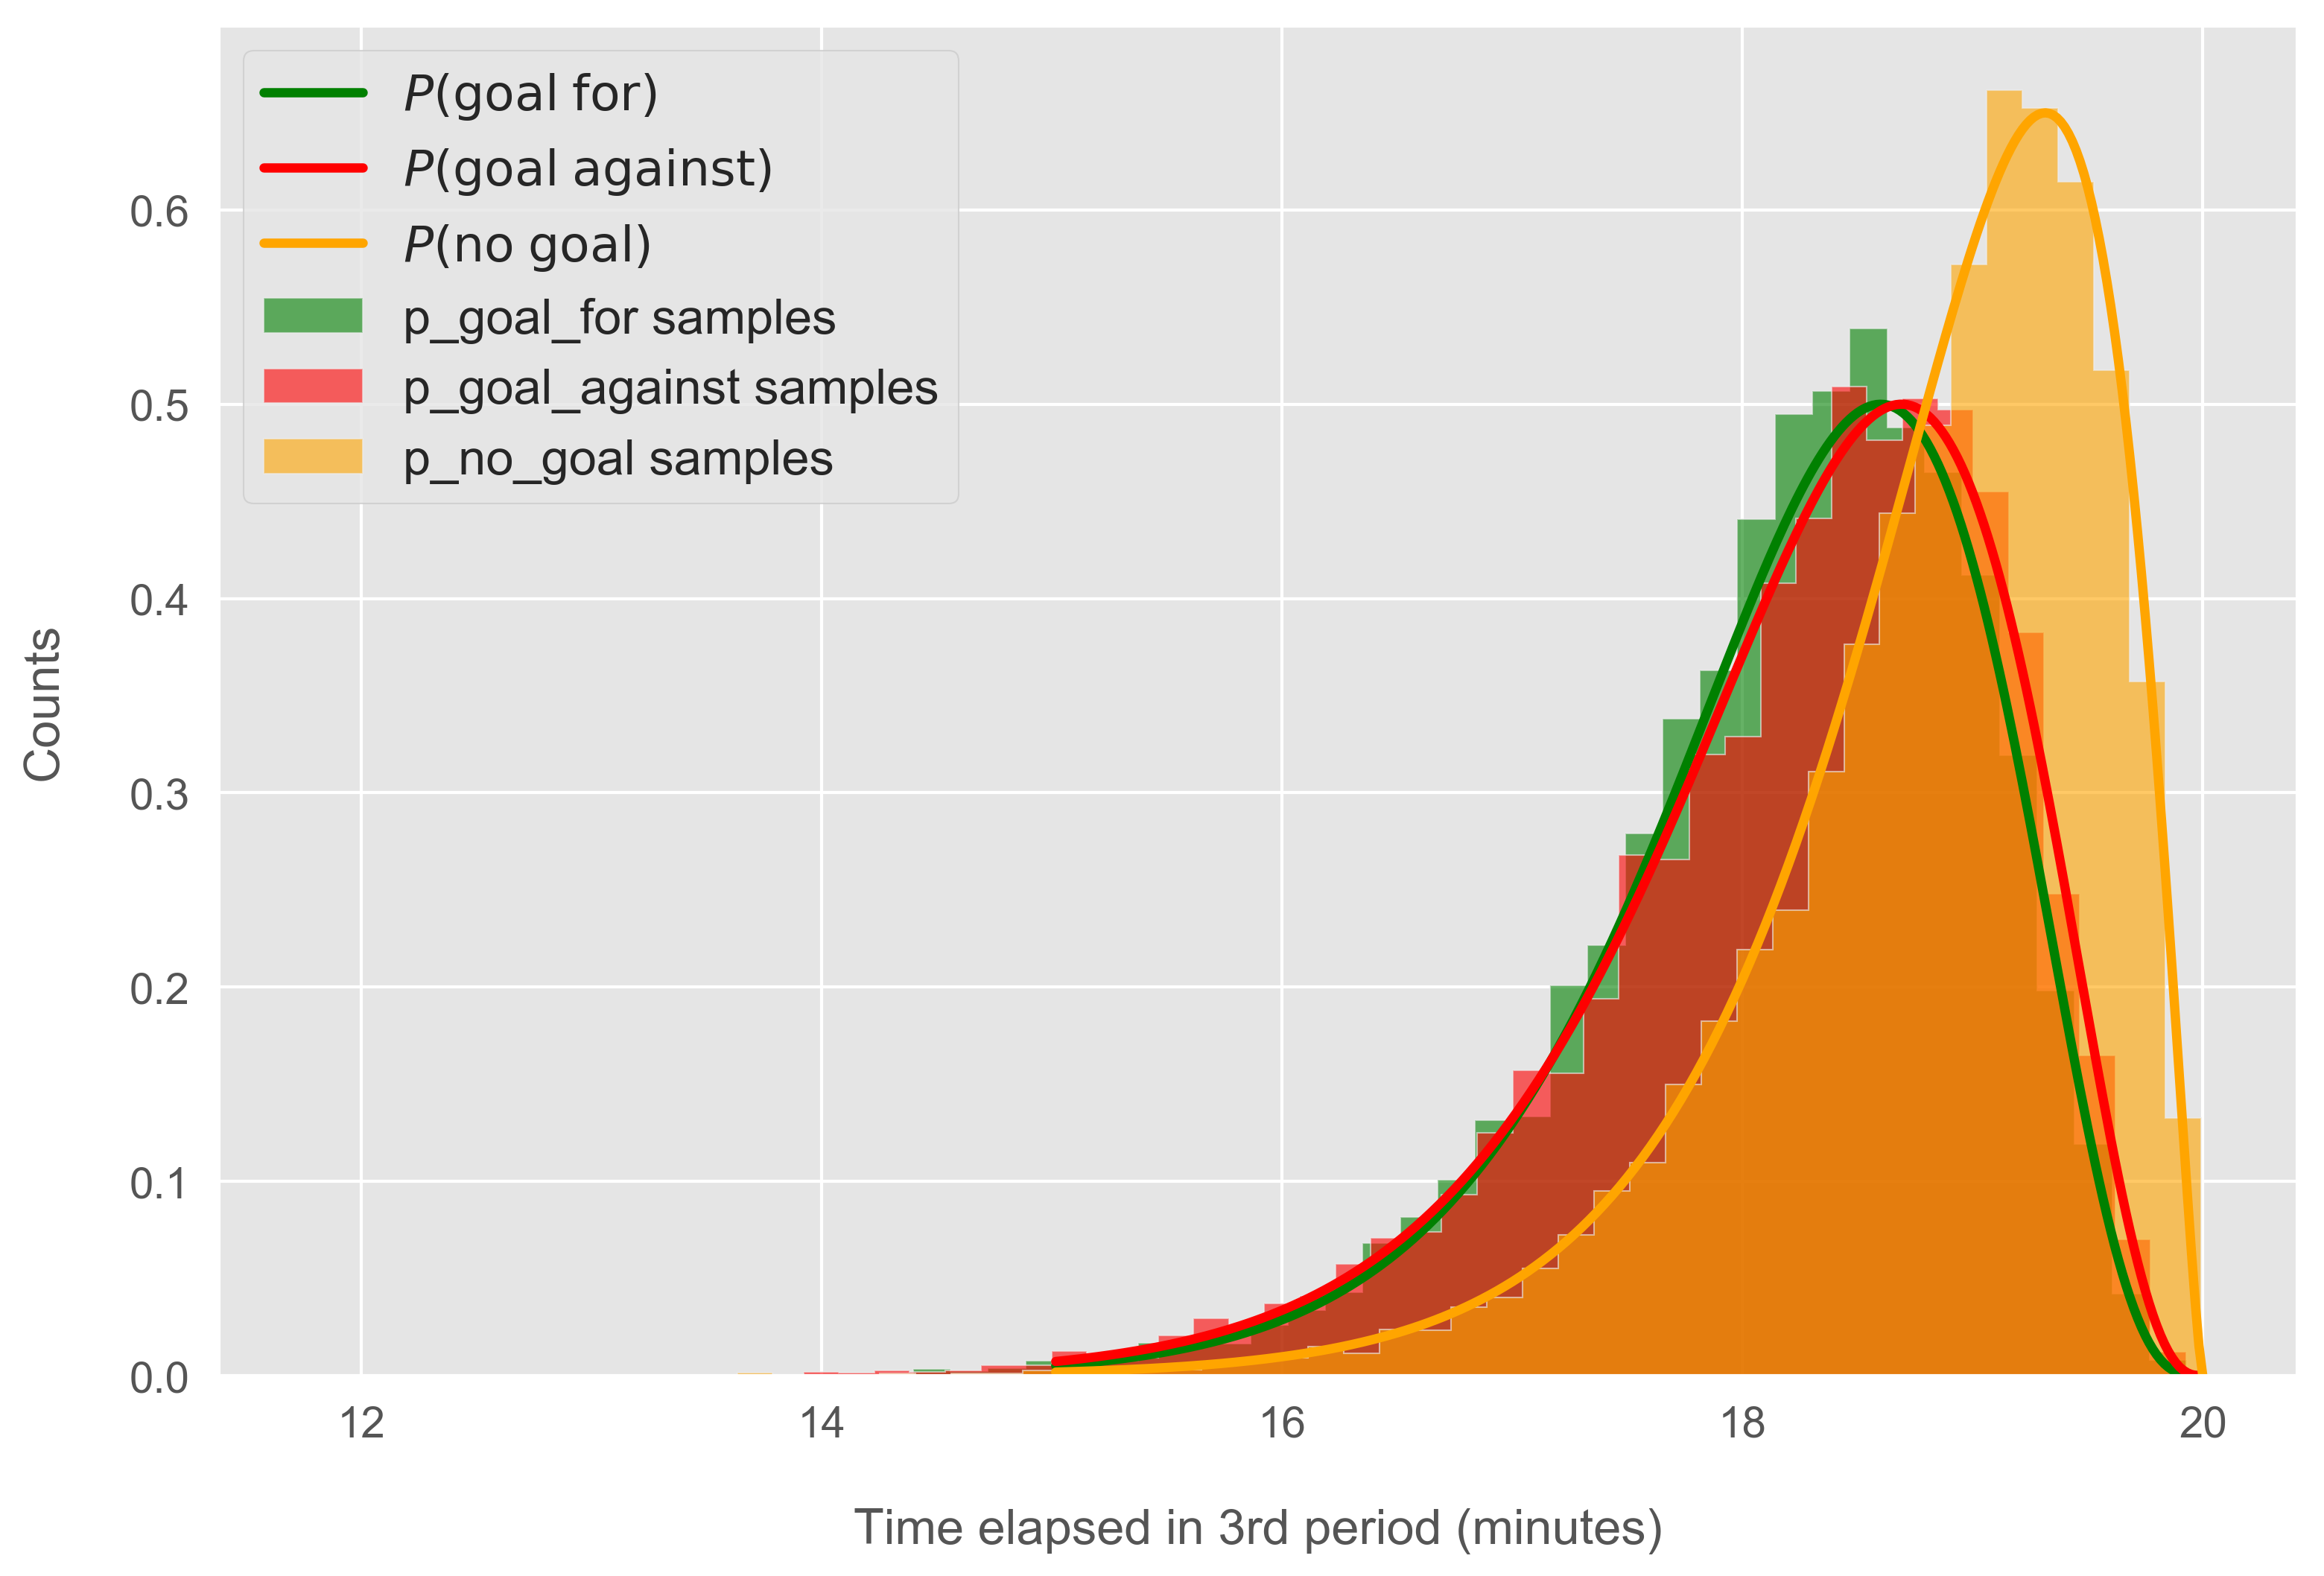 P(goal for)
P(goal against)
P(no goal)
p_goal_for samples
p_goal_against samples
p_no_goal samples
0.6
0.5
0.4
0.3
0.2
0.1
0.0
Counts
12 14 16 18 20
Time elapsed in 3rd period (minutes)